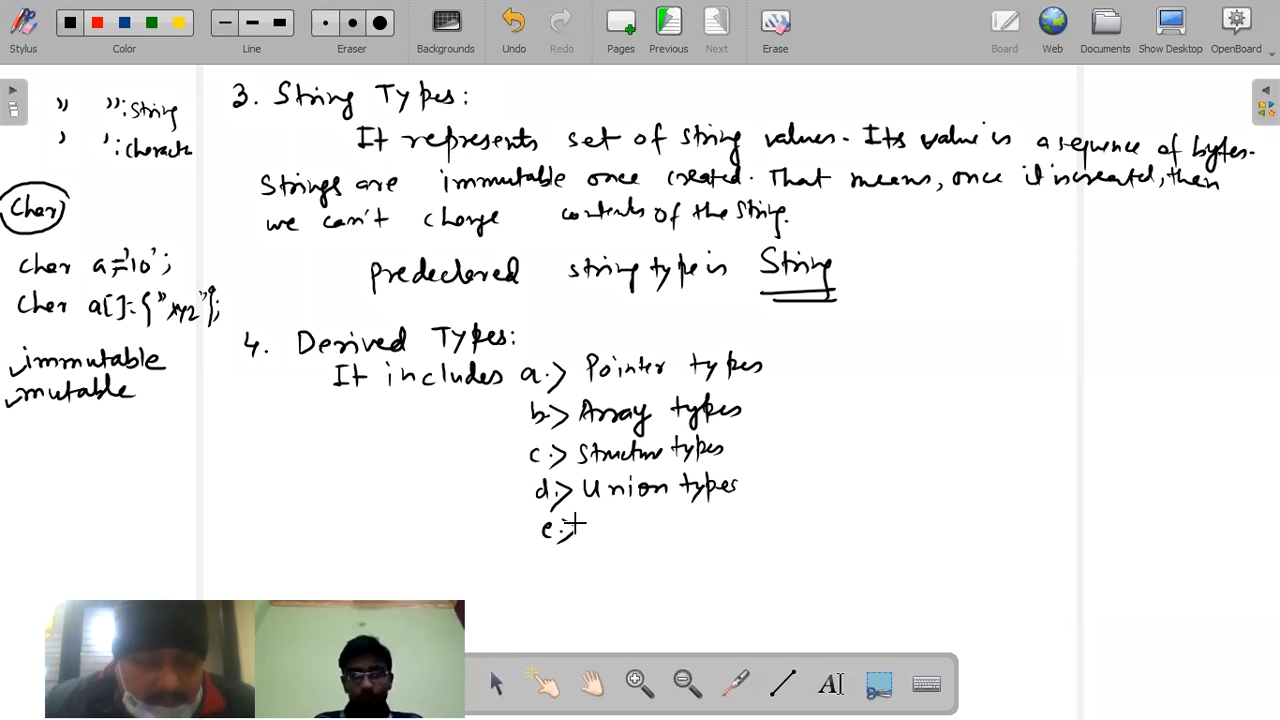 Stylus
Color
Line
Eraser
Backgrounds
Undo
Redo
Pages
Previous
Next
Erase
Board
Web
Documents
Show Desktop
OpenBoard
" ": String
' ':
char
char a='10';
char a[]={"xyz"};
immutable
mutable
3. String Types:
It represents set of string values. Its value is a sequence of bytes.
Strings are immutable once created. That means, once it is created, then
we can't change contents of the string.
predeclared string type is String
4. Derived Types:
It includes a.> Pointer types
b.> Array types
c.> Structure types
d.> Union types
e.>